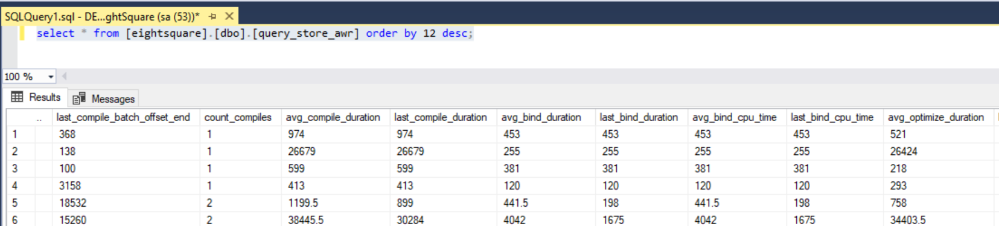 SQLQuery1.sql - DE...ghtSquare (sa (53))*
select * from [eightsquare].[dbo].[query_store_awr] order by 12 desc;
100 %
Results Messages
.. last_compile_batch_offset_end count_compiles avg_compile_duration last_compile_duration avg_bind_duration last_bind_duration avg_bind_cpu_time last_bind_cpu_time avg_optimize_duration
1 368 1 974 974 453 453 453 453 521
2 138 1 26679 26679 255 255 255 255 26424
3 100 1 599 599 381 381 381 381 218
4 3158 1 413 413 120 120 120 120 293
5 18532 2 1199.5 899 441.5 198 441.5 198 758
6 15260 2 38445.5 30284 4042 1675 4042 1675 34403.5